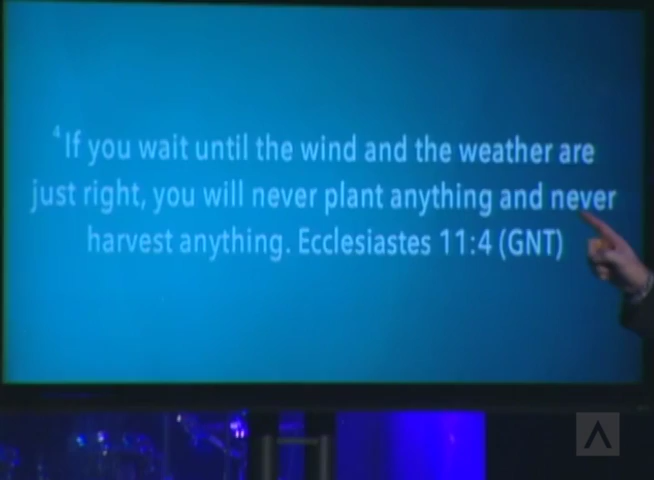 ⁴If you wait until the wind and the weather are
just right, you will never plant anything and never
harvest anything. Ecclesiastes 11:4 (GNT)